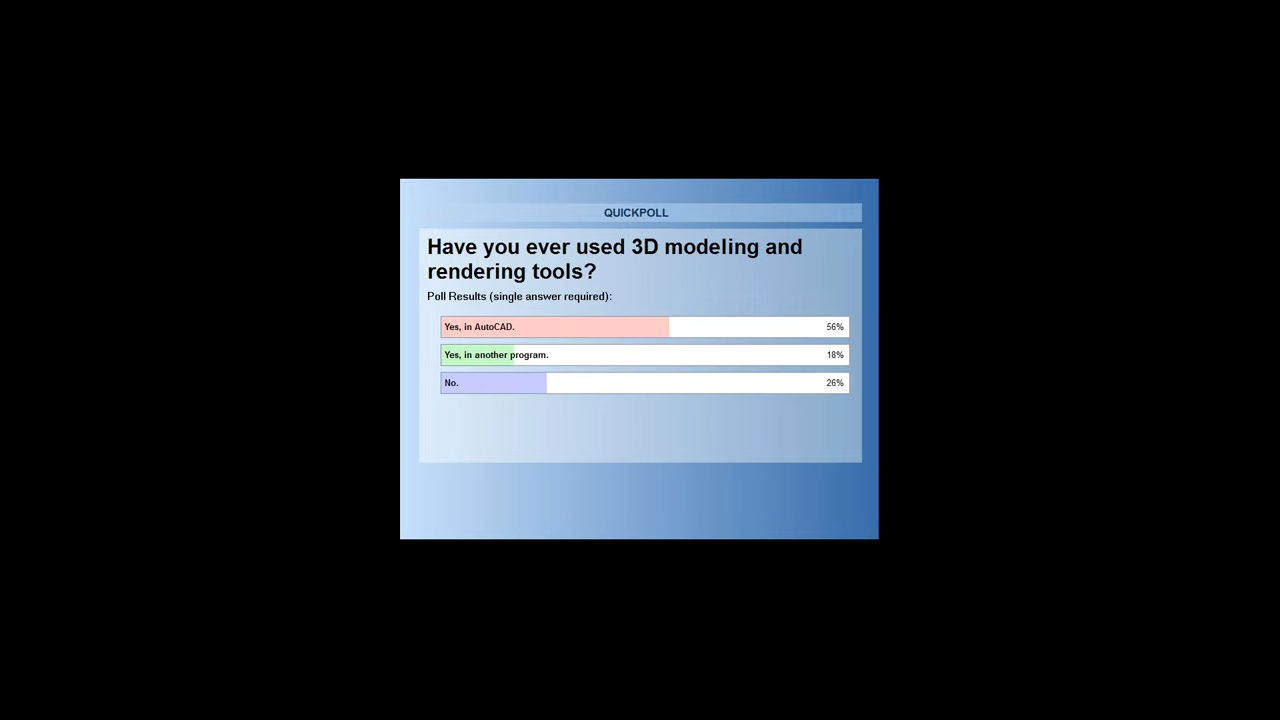 QUICKPOLL
Have you ever used 3D modeling and
rendering tools?
Poll Results (single answer required):
Yes, in AutoCAD. 56%
Yes, in another program. 18%
No. 26%